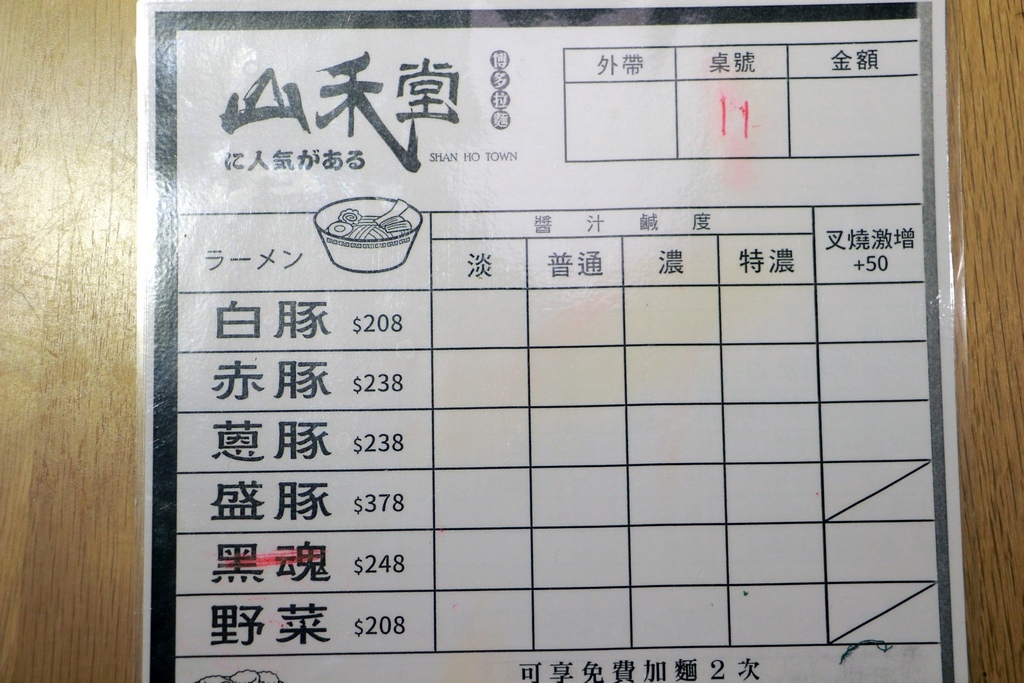 山禾堂
博多拉麵
に人気がある
SHAN HO TOWN
外帶 桌號 金額
11
ラーメン
醬汁鹹度
淡 普通 濃 特濃
叉燒激增
+50
白豚 $208
赤豚 $238
蔥豚 $238
盛豚 $378
黑魂 $248
野菜 $208
可享免費加麵2次